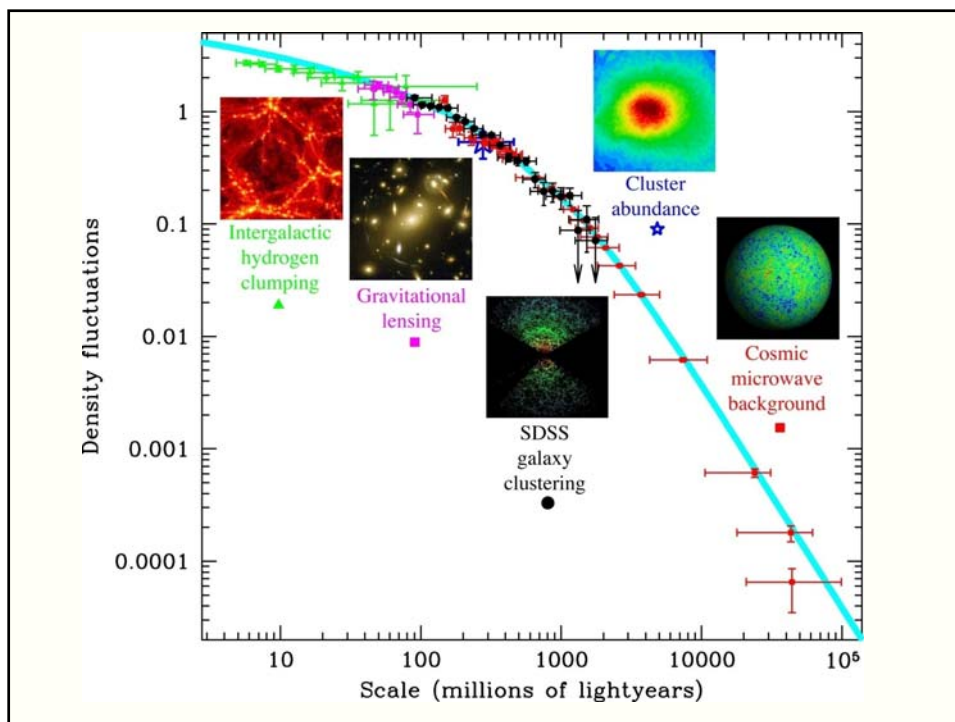 Density fluctuations
1
0.1
0.01
0.001
0.0001
Intergalactic
hydrogen
clumping
Gravitational
lensing
SDSS
galaxy
clustering
Cluster
abundance
Cosmic
microwave
background
10
100
1000
10000
10⁵
Scale (millions of lightyears)